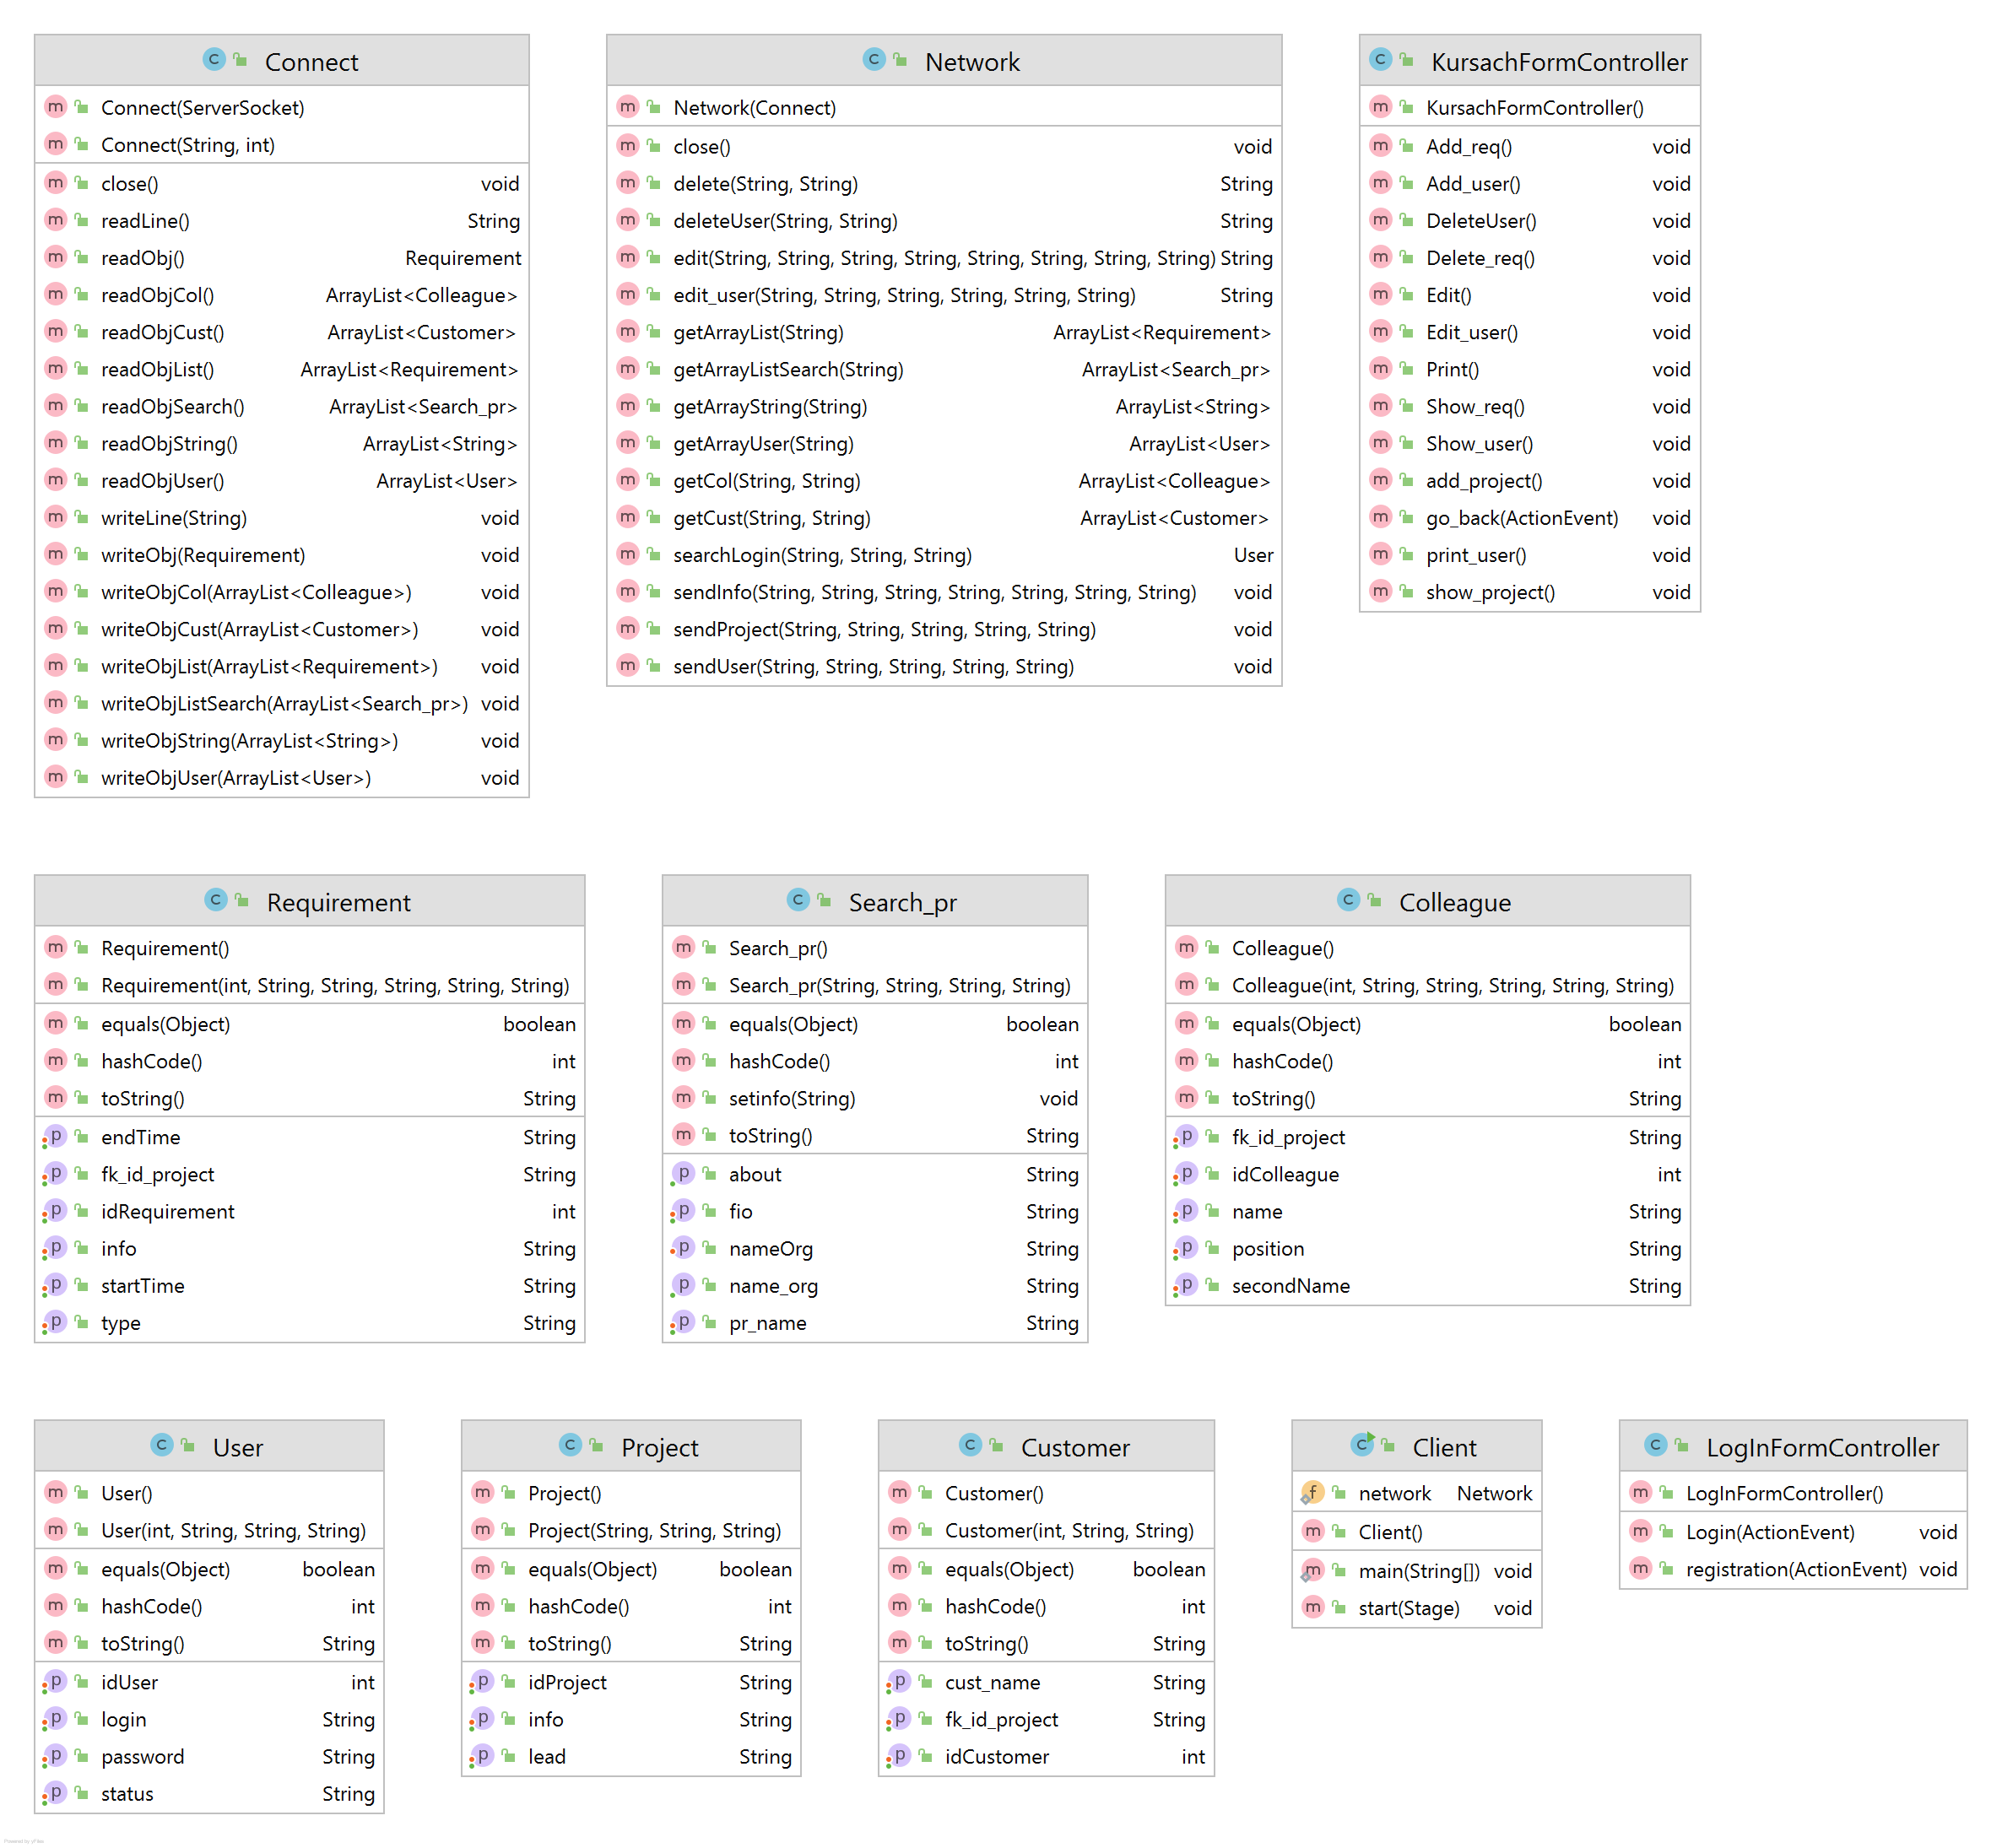 Connect
Connect(ServerSocket)
Connect(String, int)
close() void
readLine() String
readObj() Requirement
readObjCol() ArrayList<Colleague>
readObjCust() ArrayList<Customer>
readObjList() ArrayList<Requirement>
readObjSearch() ArrayList<Search_pr>
readObjString() ArrayList<String>
readObjUser() ArrayList<User>
writeLine(String) void
writeObj(Requirement) void
writeObjCol(ArrayList<Colleague>) void
writeObjCust(ArrayList<Customer>) void
writeObjList(ArrayList<Requirement>) void
writeObjListSearch(ArrayList<Search_pr>) void
writeObjString(ArrayList<String>) void
writeObjUser(ArrayList<User>) void
Network
Network(Connect)
close() void
delete(String, String) String
deleteUser(String, String) String
edit(String, String, String, String, String, String, String, String) String
edit_user(String, String, String, String, String, String) String
getArrayList(String) ArrayList<Requirement>
getArrayListSearch(String) ArrayList<Search_pr>
getArrayString(String) ArrayList<String>
getArrayUser(String) ArrayList<User>
getCol(String, String) ArrayList<Colleague>
getCust(String, String) ArrayList<Customer>
searchLogin(String, String, String) User
sendInfo(String, String, String, String, String, String, String) void
sendProject(String, String, String, String, String) void
sendUser(String, String, String, String, String) void
KursachFormController
KursachFormController()
Add_req() void
Add_user() void
DeleteUser() void
Delete_req() void
Edit() void
Edit_user() void
Print() void
Show_req() void
Show_user() void
add_project() void
go_back(ActionEvent) void
print_user() void
show_project() void
Requirement
Requirement()
Requirement(int, String, String, String, String, String)
equals(Object) boolean
hashCode() int
toString() String
endTime String
fk_id_project String
idRequirement int
info String
startTime String
type String
Search_pr
Search_pr()
Search_pr(String, String, String, String)
equals(Object) boolean
hashCode() int
setinfo(String) void
toString() String
about String
fio String
nameOrg String
name_org String
pr_name String
Colleague
Colleague()
Colleague(int, String, String, String, String, String)
equals(Object) boolean
hashCode() int
toString() String
fk_id_project String
idColleague int
name String
position String
secondName String
User
User()
User(int, String, String, String)
equals(Object) boolean
hashCode() int
toString() String
idUser int
login String
password String
status String
Project
Project()
Project(String, String, String)
equals(Object) boolean
hashCode() int
toString() String
idProject String
info String
lead String
Customer
Customer()
Customer(int, String, String)
equals(Object) boolean
hashCode() int
toString() String
cust_name String
fk_id_project String
idCustomer int
Client
network Network
Client()
main(String[]) void
start(Stage) void
LogInFormController
LogInFormController()
Login(ActionEvent) void
registration(ActionEvent) void
Powered by yFiles